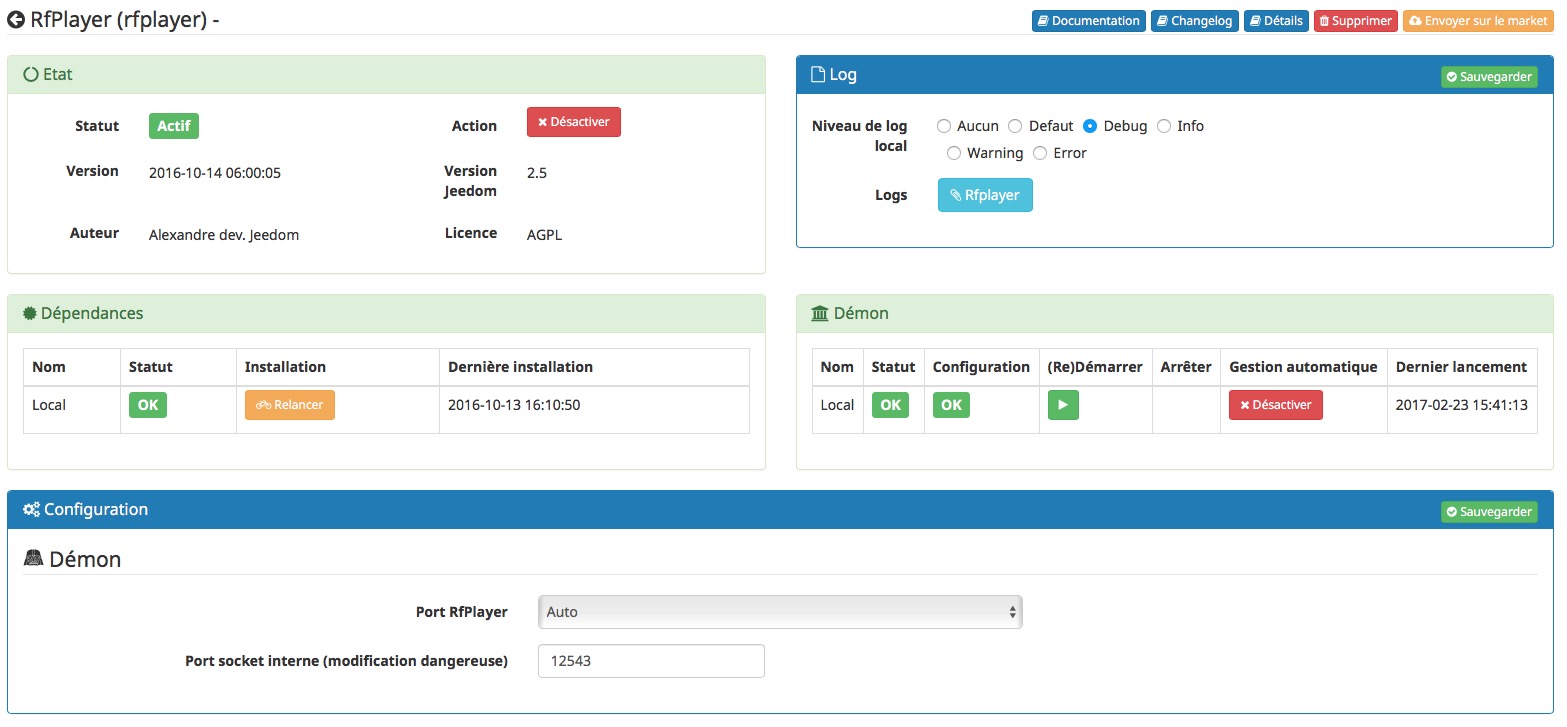 RfPlayer (rfplayer) -
Documentation Changelog Détails Supprimer Envoyer sur le market
Etat
Statut Actif Action Désactiver
Version 2016-10-14 06:00:05 Version Jeedom 2.5
Auteur Alexandre dev. Jeedom Licence AGPL
Log Sauvegarder
Niveau de log local Aucun Defaut Debug Info
Warning Error
Logs Rfplayer
Dépendances
Nom Statut Installation Dernière installation
Local OK Relancer 2016-10-13 16:10:50
Démon
Nom Statut Configuration (Re)Démarrer Arrêter Gestion automatique Dernier lancement
Local OK OK Désactiver 2017-02-23 15:41:13
Configuration Sauvegarder
Démon
Port RfPlayer Auto
Port socket interne (modification dangereuse) 12543